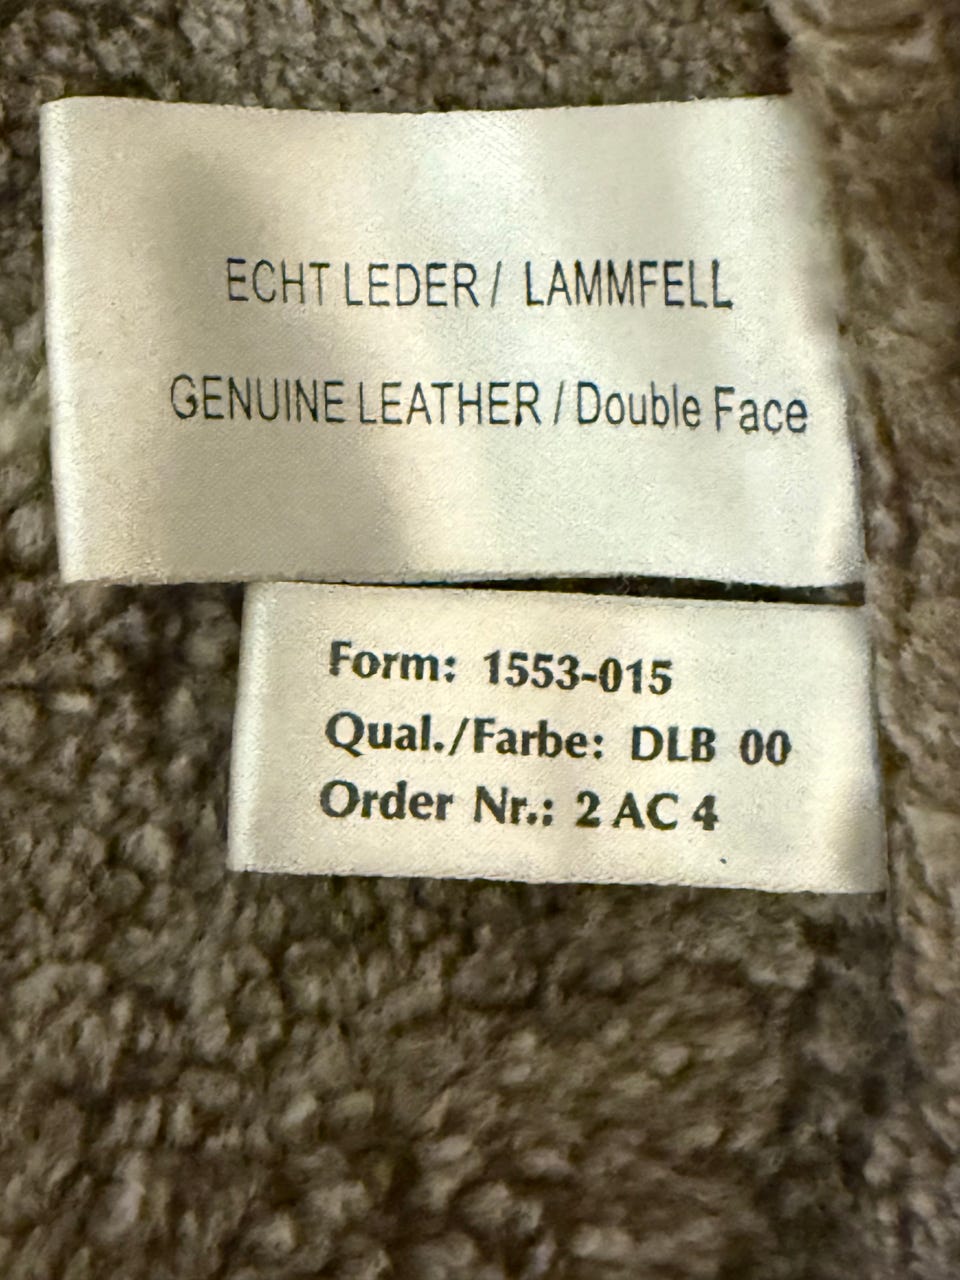 ECHT LEDER / LAMMFELL
GENUINE LEATHER / Double Face
Form: 1553-015
Qual./Farbe: DLB 00
Order Nr.: 2 AC 4